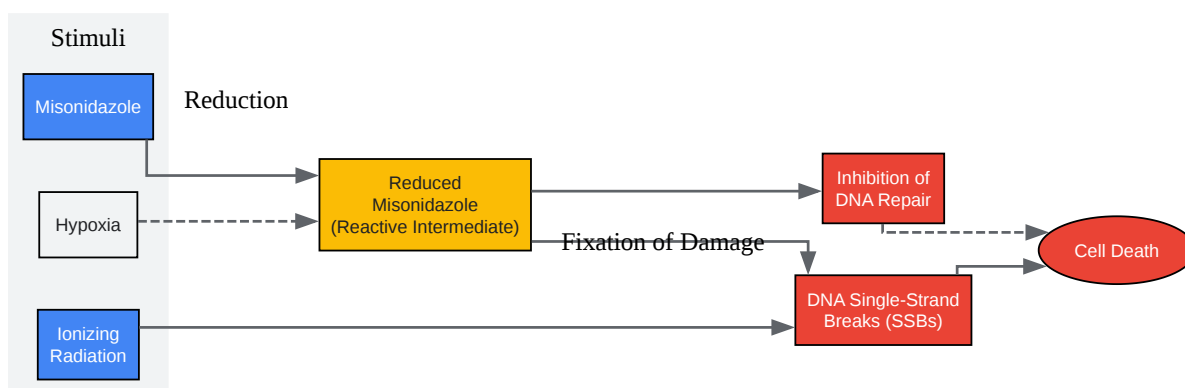 Stimuli
Misonidazole
Reduction
Hypoxia
Reduced
Misonidazole
(Reactive Intermediate)
Inhibition of
DNA Repair
Fixation of Damage
Cell Death
Ionizing
Radiation
DNA Single-Strand
Breaks (SSBs)